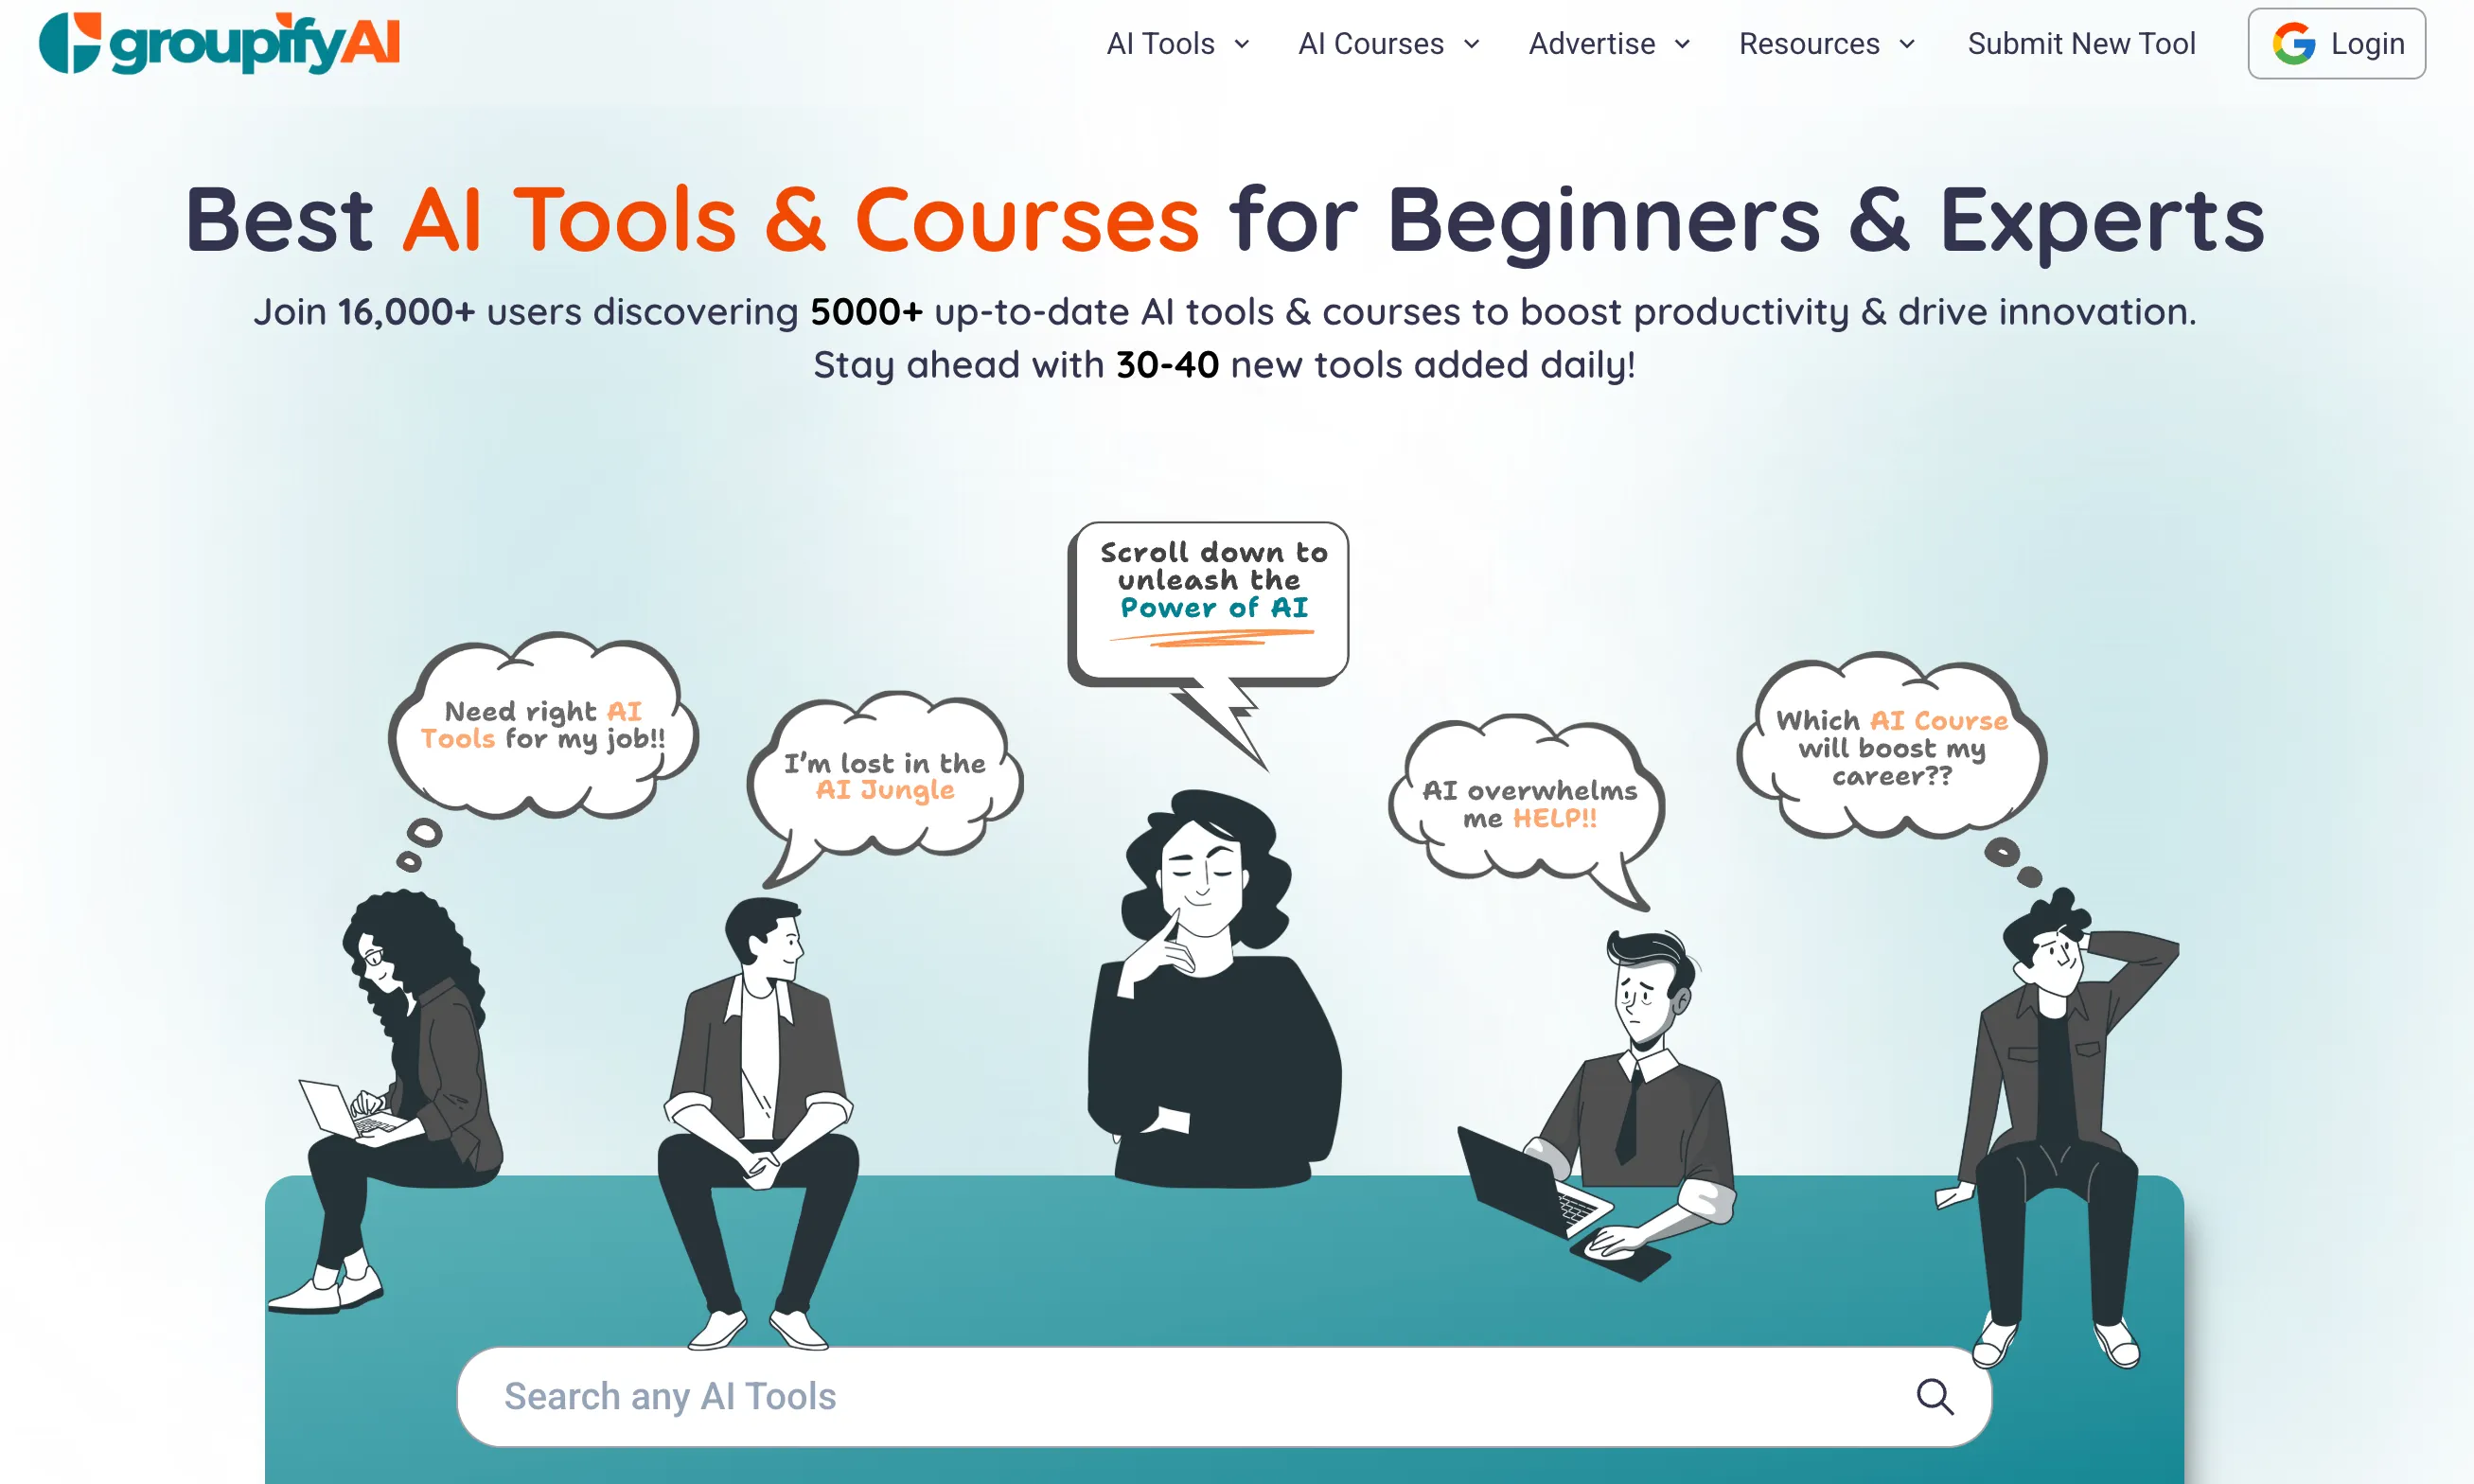 groupifyAI
AI Tools
AI Courses
Advertise
Resources
Submit New Tool
Login
Best AI Tools & Courses for Beginners & Experts
Join 16,000+ users discovering 5000+ up-to-date AI tools & courses to boost productivity & drive innovation.
Stay ahead with 30-40 new tools added daily!
Scroll down to
unleash the
Power of AI
Need right AI
Tools for my job!!
I'm lost in the
AI Jungle
AI overwhelms
me HELP!!
Which AI Course
will boost my
career??
Search any AI Tools